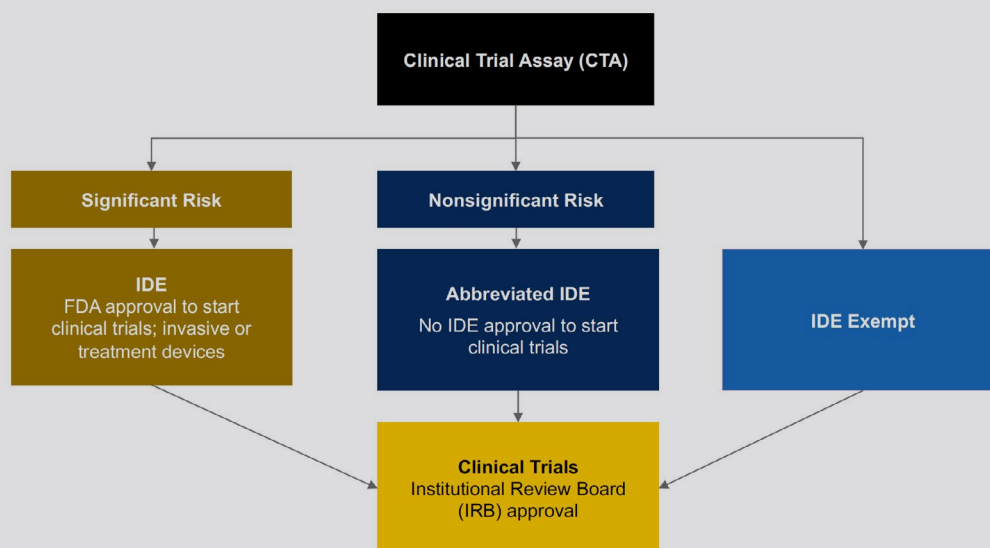 Clinical Trial Assay (CTA)
Significant Risk
Nonsignificant Risk
IDE
FDA approval to start
clinical trials; invasive or
treatment devices
Abbreviated IDE
No IDE approval to start
clinical trials
IDE Exempt
Clinical Trials
Institutional Review Board
(IRB) approval